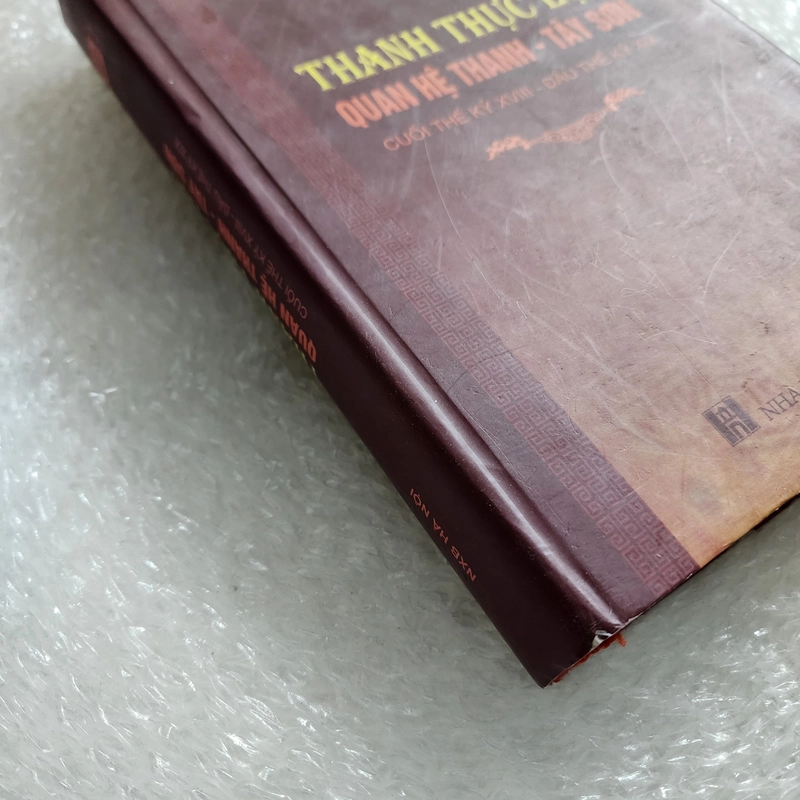 THANH THỰC
QUAN HỆ THANH - TÂY SƠN
CUỐI THẾ KỶ XVIII - ĐẦU THẾ KỶ XIX
NHÀ
QUAN HỆ THANH - TÂY SƠN
CUỐI THẾ KỶ XVIII - ĐẦU THẾ KỶ XIX
NXB HÀ NỘI